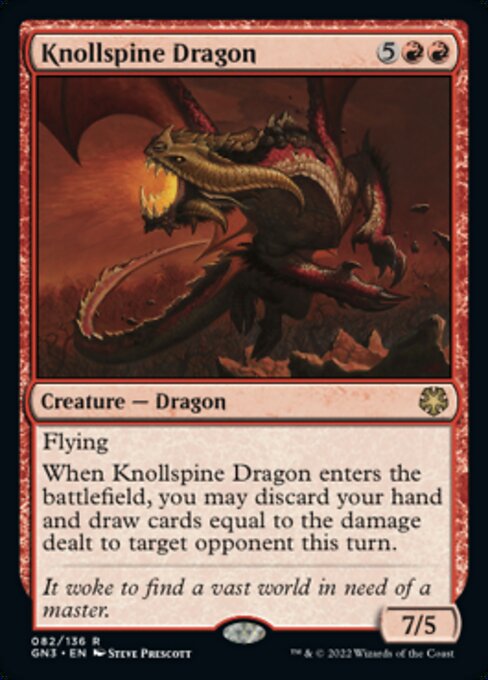 Knollspine Dragon 5
Creature — Dragon
Flying
When Knollspine Dragon enters the
battlefield, you may discard your hand
and draw cards equal to the damage
dealt to target opponent this turn.
It woke to find a vast world in need of a
master.
7/5
082/136 R
GN3 • EN Steve Prescott
™ & © 2022 Wizards of the Coast